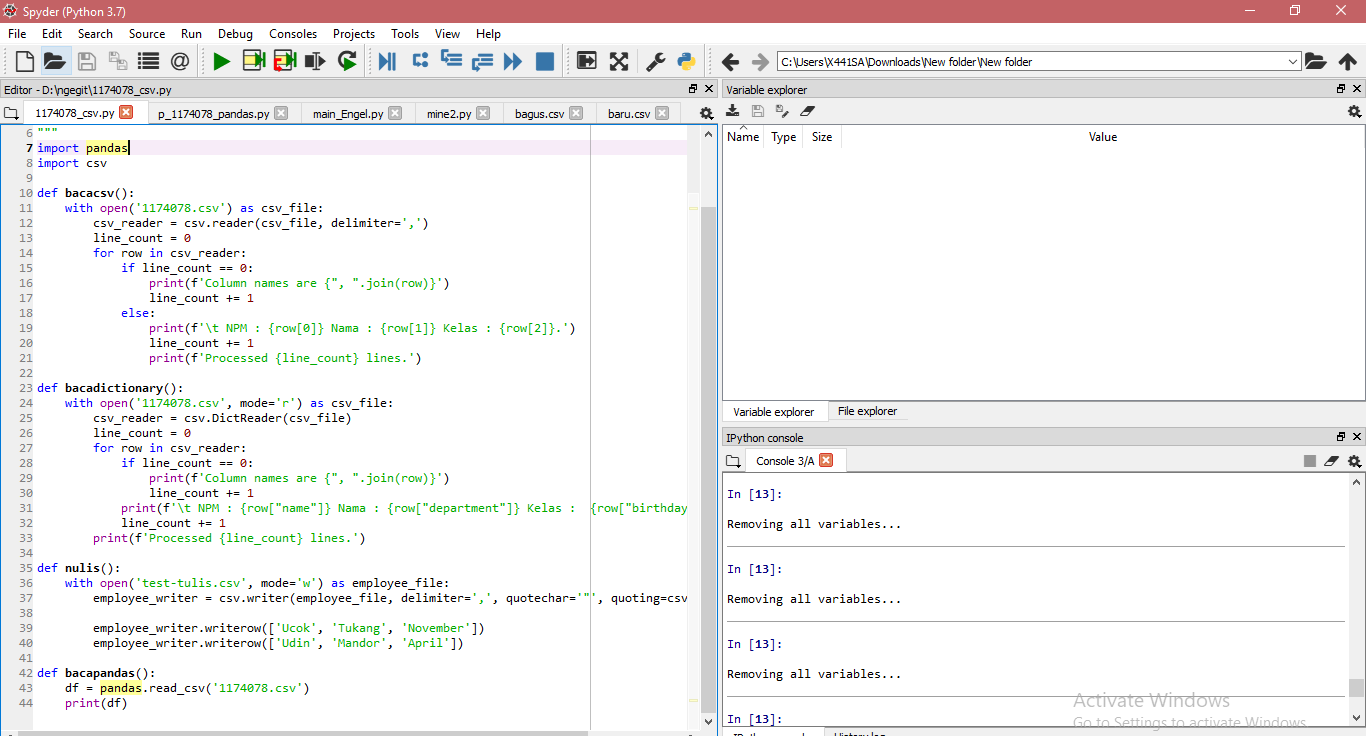 Spyder (Python 3.7)
File Edit Search Source Run Debug Consoles Projects Tools View Help
C:\Users\X441SA\Downloads\New folder\New folder
Editor - D:\ngegit\1174078_csv.py
1174078_csv.py p_1174078_pandas.py main_Engel.py mine2.py bagus.csv baru.csv
6 """
7 import pandas
8 import csv
9
10 def bacacsv():
11 with open('1174078.csv') as csv_file:
12 csv_reader = csv.reader(csv_file, delimiter=',')
13 line_count = 0
14 for row in csv_reader:
15 if line_count == 0:
16 print(f'Column names are {", ".join(row)}')
17 line_count += 1
18 else:
19 print(f'\t NPM : {row[0]} Nama : {row[1]} Kelas : {row[2]}.')
20 line_count += 1
21 print(f'Processed {line_count} lines.')
22
23 def bacadictionary():
24 with open('1174078.csv', mode='r') as csv_file:
25 csv_reader = csv.DictReader(csv_file)
26 line_count = 0
27 for row in csv_reader:
28 if line_count == 0:
29 print(f'Column names are {", ".join(row)}')
30 line_count += 1
31 print(f'\t NPM : {row["name"]} Nama : {row["department"]} Kelas : {row["birthday
32 line_count += 1
33 print(f'Processed {line_count} lines.')
34
35 def nulis():
36 with open('test-tulis.csv', mode='w') as employee_file:
37 employee_writer = csv.writer(employee_file, delimiter=',', quotechar='"', quoting=csv
38
39 employee_writer.writerow(['Ucok', 'Tukang', 'November'])
40 employee_writer.writerow(['Udin', 'Mandor', 'April'])
41
42 def bacapandas():
43 df = pandas.read_csv('1174078.csv')
44 print(df)
Variable explorer
Name Type Size Value
Variable explorer File explorer
IPython console
Console 3/A
In [13]:
Removing all variables...
In [13]:
Removing all variables...
In [13]:
Removing all variables...
In [13]:
Activate Windows
Go to Settings to activate Windows.